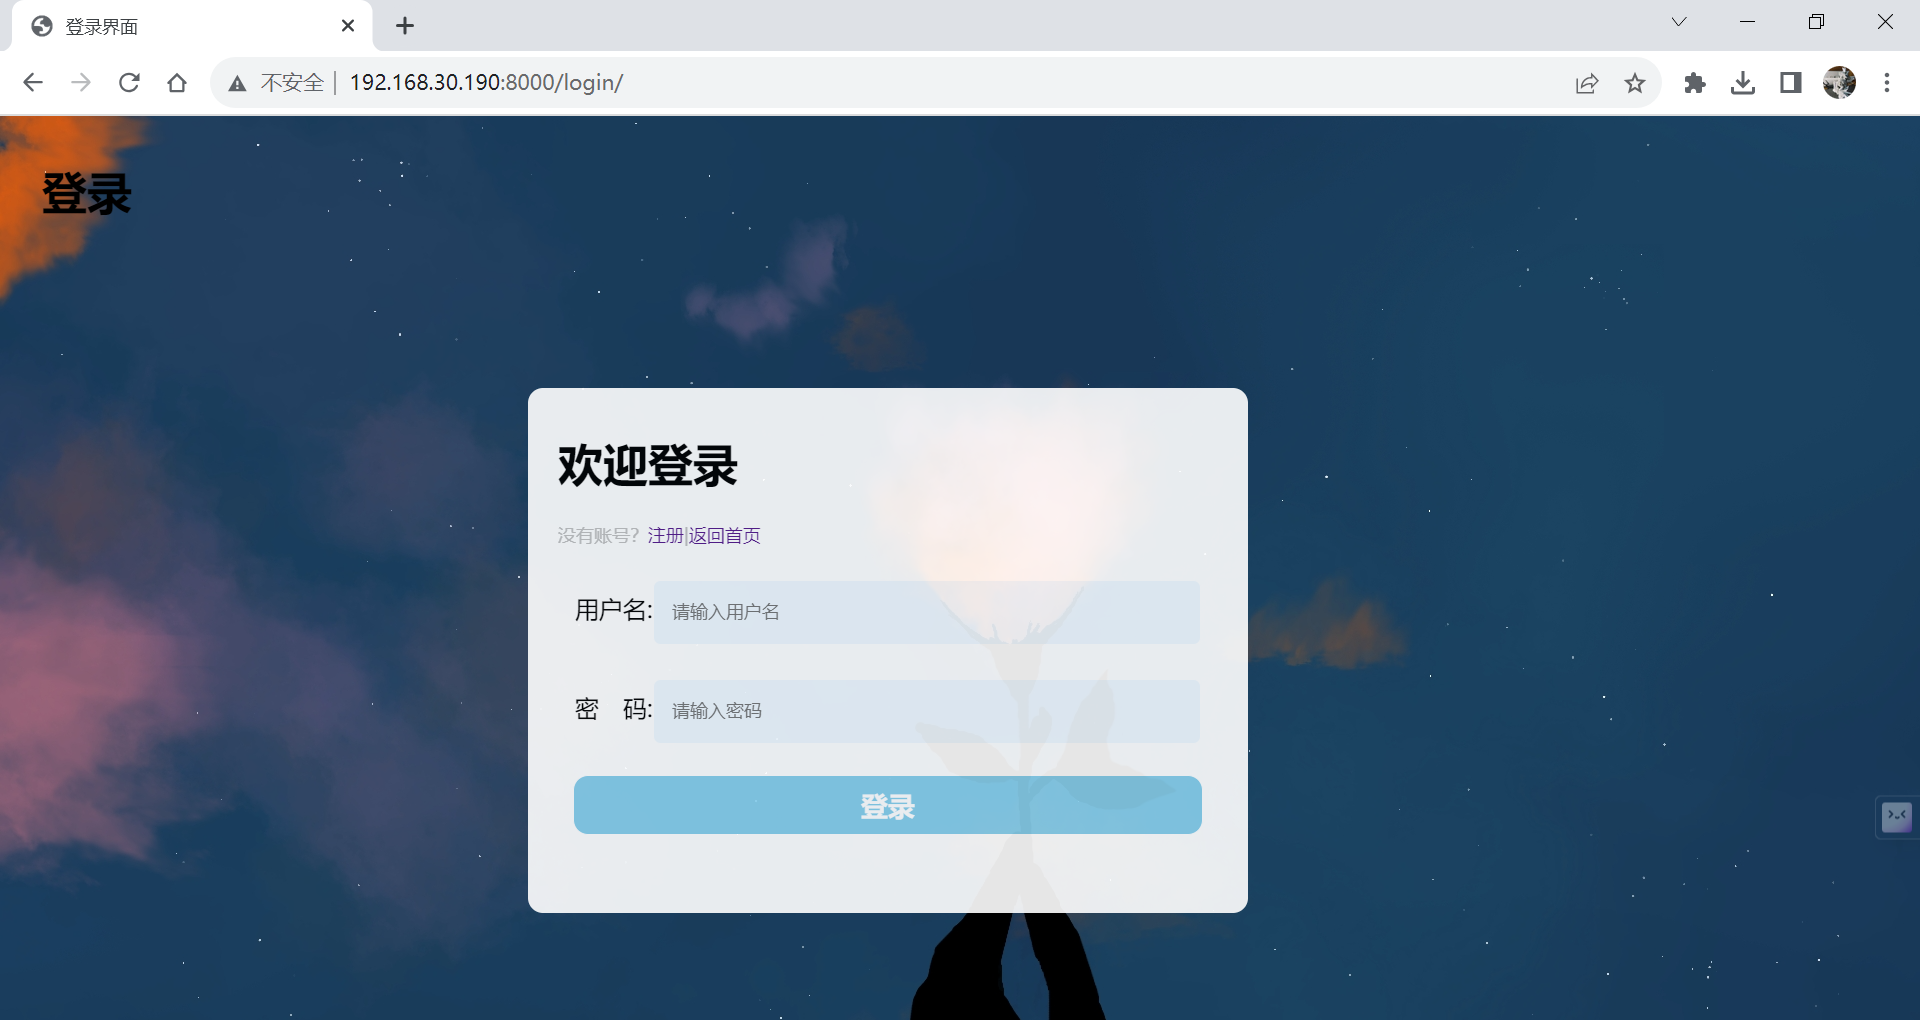 登录界面
不安全 | 192.168.30.190:8000/login/
登录
欢迎登录
没有账号？ 注册|返回首页
用户名: 请输入用户名
密 码: 请输入密码
登录